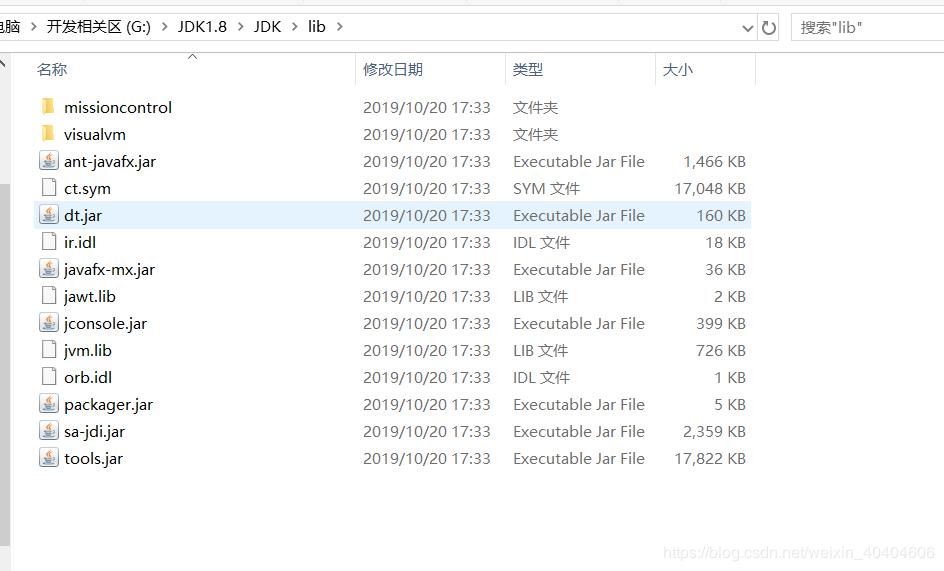 电脑 › 开发相关区 (G:) › JDK1.8 › JDK › lib › 搜索"lib"
名称 修改日期 类型 大小
missioncontrol 2019/10/20 17:33 文件夹
visualvm 2019/10/20 17:33 文件夹
ant-javafx.jar 2019/10/20 17:33 Executable Jar File 1,466 KB
ct.sym 2019/10/20 17:33 SYM 文件 17,048 KB
dt.jar 2019/10/20 17:33 Executable Jar File 160 KB
ir.idl 2019/10/20 17:33 IDL 文件 18 KB
javafx-mx.jar 2019/10/20 17:33 Executable Jar File 36 KB
jawt.lib 2019/10/20 17:33 LIB 文件 2 KB
jconsole.jar 2019/10/20 17:33 Executable Jar File 399 KB
jvm.lib 2019/10/20 17:33 LIB 文件 726 KB
orb.idl 2019/10/20 17:33 IDL 文件 1 KB
packager.jar 2019/10/20 17:33 Executable Jar File 5 KB
sa-jdi.jar 2019/10/20 17:33 Executable Jar File 2,359 KB
tools.jar 2019/10/20 17:33 Executable Jar File 17,822 KB
https://blog.csdn.net/weixin_40404606